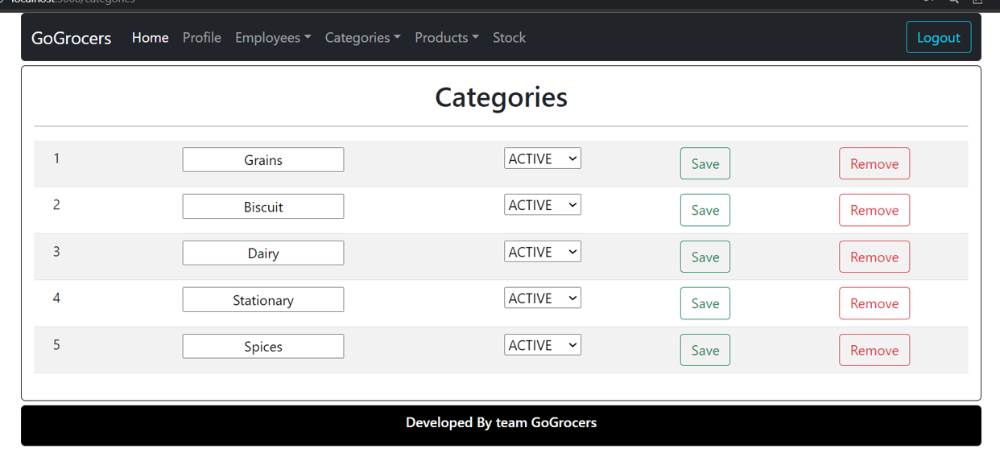 localhost:3000/categories
GoGrocers Home Profile Employees Categories Products Stock Logout
Categories
1 Grains ACTIVE Save Remove
2 Biscuit ACTIVE Save Remove
3 Dairy ACTIVE Save Remove
4 Stationary ACTIVE Save Remove
5 Spices ACTIVE Save Remove
Developed By team GoGrocers